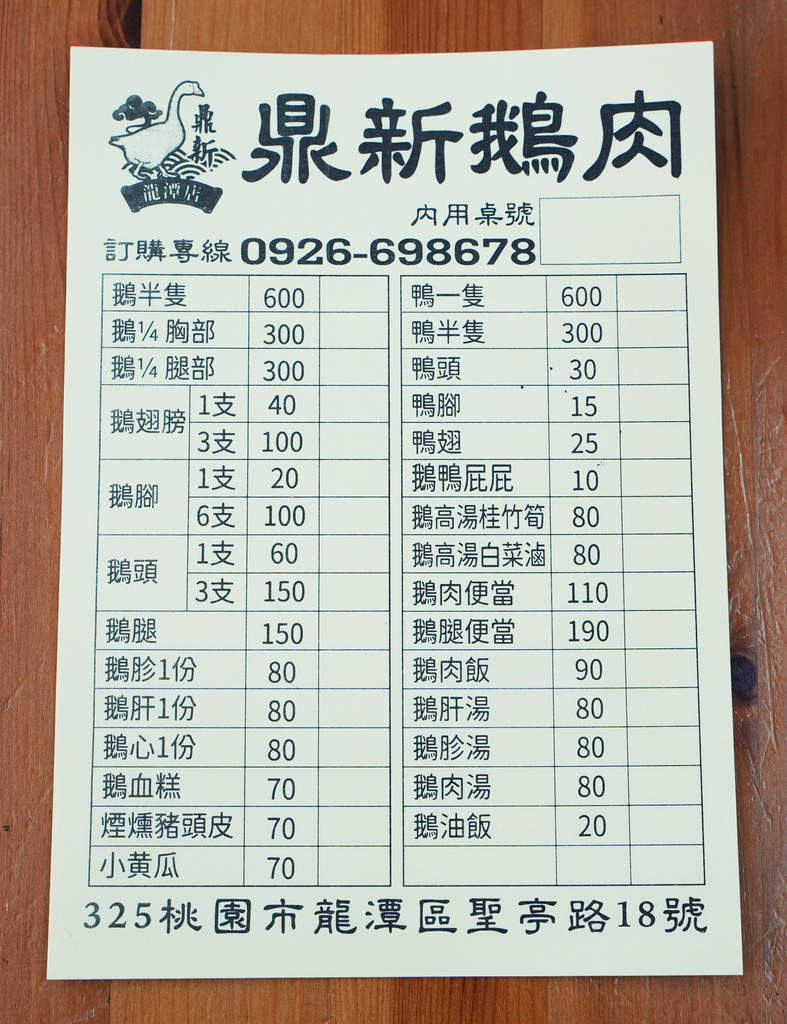 鼎新
龍潭店
鼎新鵝肉
內用桌號
訂購專線 0926-698678
鵝半隻 600
鵝¼ 胸部 300
鵝¼ 腿部 300
鵝翅膀 1支 40
3支 100
鵝腳 1支 20
6支 100
鵝頭 1支 60
3支 150
鵝腿 150
鵝胗1份 80
鵝肝1份 80
鵝心1份 80
鵝血糕 70
煙燻豬頭皮 70
小黄瓜 70
鴨一隻 600
鴨半隻 300
鴨頭 30
鴨腳 15
鴨翅 25
鵝鴨屁屁 10
鵝高湯桂竹筍 80
鵝高湯白菜滷 80
鵝肉便當 110
鵝腿便當 190
鵝肉飯 90
鵝肝湯 80
鵝胗湯 80
鵝肉湯 80
鵝油飯 20
325桃園市龍潭區聖亭路18號